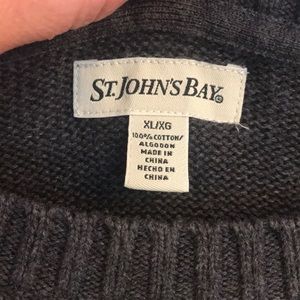 ST. JOHN'S BAY®
XL/XG
100% COTTON/
ALGODON
MADE IN
CHINA
HECHO EN
CHINA